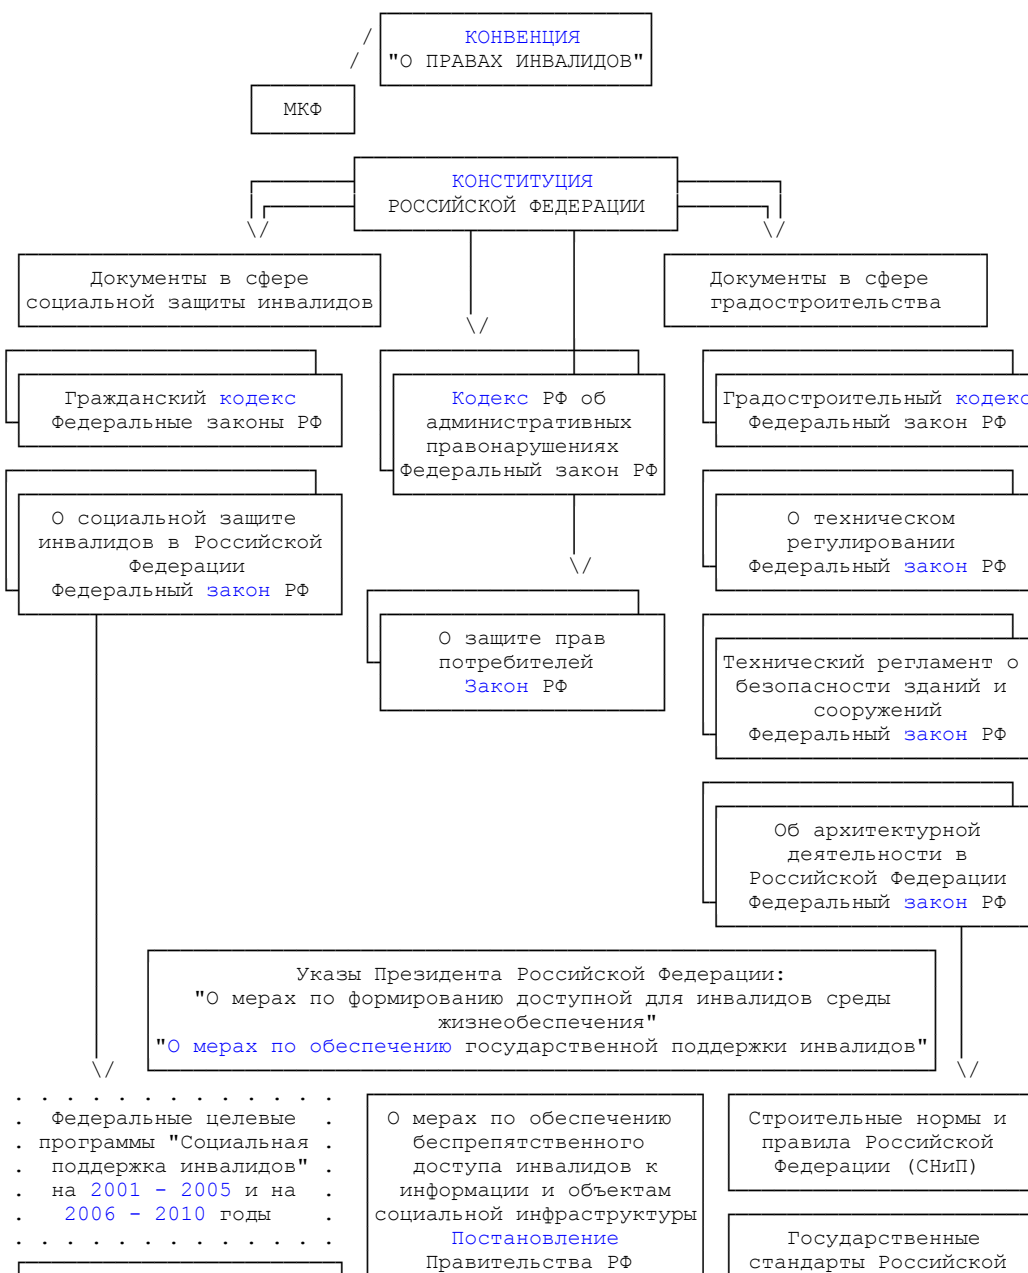 КОНВЕНЦИЯ
"О ПРАВАХ ИНВАЛИДОВ"
МКФ
КОНСТИТУЦИЯ
РОССИЙСКОЙ ФЕДЕРАЦИИ
Документы в сфере
социальной защиты инвалидов
Документы в сфере
градостроительства
Гражданский кодекс
Федеральные законы РФ
Кодекс РФ об
административных
правонарушениях
Федеральный закон РФ
Градостроительный кодекс
Федеральный закон РФ
О социальной защите
инвалидов в Российской
Федерации
Федеральный закон РФ
О техническом
регулировании
Федеральный закон РФ
О защите прав
потребителей
Закон РФ
Технический регламент о
безопасности зданий и
сооружений
Федеральный закон РФ
Об архитектурной
деятельности в
Российской Федерации
Федеральный закон РФ
Указы Президента Российской Федерации:
"О мерах по формированию доступной для инвалидов среды
жизнеобеспечения"
"О мерах по обеспечению государственной поддержки инвалидов"
Федеральные целевые
программы "Социальная
поддержка инвалидов"
на 2001 - 2005 и на
2006 - 2010 годы
О мерах по обеспечению
беспрепятственного
доступа инвалидов к
информации и объектам
социальной инфраструктуры
Постановление
Правительства РФ
Строительные нормы и
правила Российской
Федерации (СНиП)
Государственные
стандарты Российской